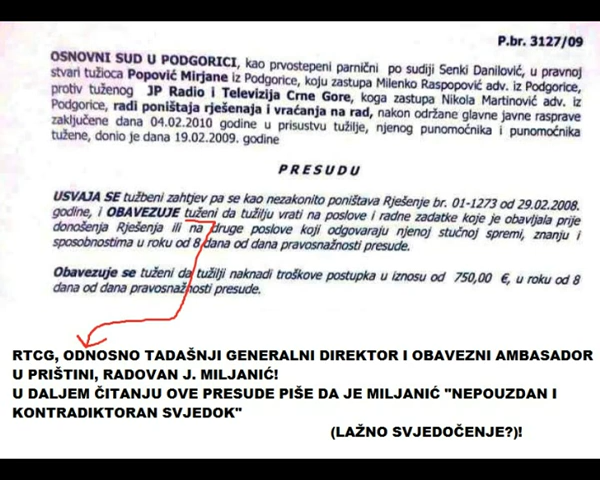 P.br. 3127/09
OSNOVNI SUD U PODGORICI, kao prvostepeni parnični po sudiji Senki Danilović, u pravnoj
stvari tužioca Popović Mirjane iz Podgorice, koju zastupa Milenko Raspopović adv. iz Podgorice,
protiv tuženog JP Radio i Televizija Crne Gore, koga zastupa Nikola Martinović adv. iz
Podgorice, radi poništaja rješenaja i vraćanja na rad, nakon održane glavne javne rasprave
zaključene dana 04.02.2010 godine u prisustvu tužilje, njenog punomoćnika i punomoćnika
tužene, donio je dana 19.02.2009. godine
P R E S U D U
USVAJA SE tužbeni zahtjev pa se kao nezakonito poništava Rješenje br. 01-1273 od 29.02.2008.
godine, i OBAVEZUJE tuženi da tužilju vrati na poslove i radne zadatke koje je obavljala prije
donošenja Rješenja ili na druge poslove koji odgovaraju njenoj stučnoj spremi, znanju i
sposobnostima u roku od 8 dana od dana pravosnažnosti presude.
Obavezuje se tuženi da tužilji naknadi troškove postupka u iznosu od 750,00 €, u roku od 8
dana od dana pravosnažnosti presude.
RTCG, ODNOSNO TADAŠNJI GENERALNI DIREKTOR I OBAVEZNI AMBASADOR
U PRIŠTINI, RADOVAN J. MILJANIĆ!
U DALJEM ČITANJU OVE PRESUDE PIŠE DA JE MILJANIĆ "NEPOUZDAN I
KONTRADIKTORAN SVJEDOK"
(LAŽNO SVJEDOČENJE?)!